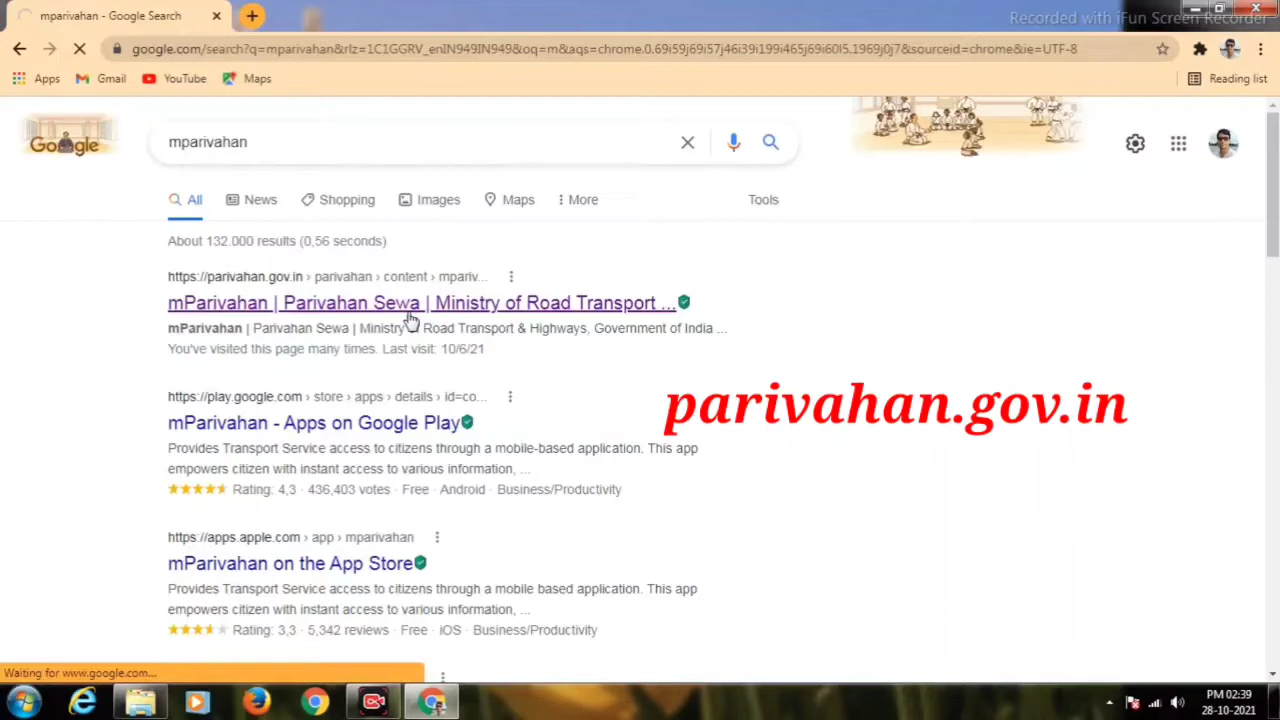 mparivahan - Google Search
Recorded with iFun Screen Recorder
google.com/search?q=mparivahan&rlz=1C1GGRV_enIN949IN949&oq=m&aqs=chrome.0.69i59j69i57j46i39i199i465j69i60l5.1969j0j7&sourceid=chrome&ie=UTF-8
Apps Gmail YouTube Maps Reading list
Google
mparivahan
All News Shopping Images Maps More Tools
About 132.000 results (0,56 seconds)
https://parivahan.gov.in › parivahan › content › mpariv...
mParivahan | Parivahan Sewa | Ministry of Road Transport ...
mParivahan | Parivahan Sewa | Ministry of Road Transport & Highways, Government of India ...
You've visited this page many times. Last visit: 10/6/21
https://play.google.com › store › apps › details › id=co...
parivahan.gov.in
mParivahan - Apps on Google Play
Provides Transport Service access to citizens through a mobile-based application. This app
empowers citizen with instant access to various information, ...
Rating: 4,3 · 436,403 votes · Free · Android · Business/Productivity
https://apps.apple.com › app › mparivahan
mParivahan on the App Store
Provides Transport Service access to citizens through a mobile based application. This app
empowers citizen with instant access to various information, ...
Rating: 3,3 · 5,342 reviews · Free · iOS · Business/Productivity
Waiting for www.google.com...
PM 02:39
28-10-2021